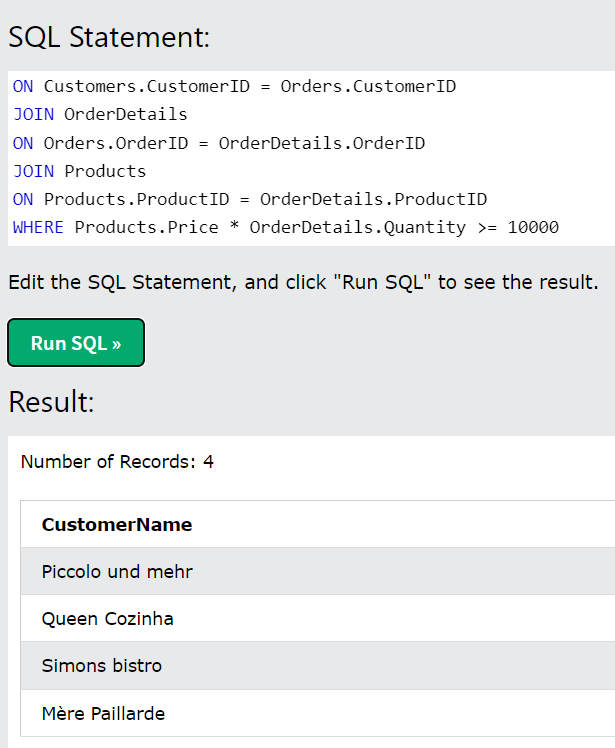 SQL Statement:
ON Customers.CustomerID = Orders.CustomerID
JOIN OrderDetails
ON Orders.OrderID = OrderDetails.OrderID
JOIN Products
ON Products.ProductID = OrderDetails.ProductID
WHERE Products.Price * OrderDetails.Quantity >= 10000
Edit the SQL Statement, and click "Run SQL" to see the result.
Run SQL »
Result:
Number of Records: 4
CustomerName
Piccolo und mehr
Queen Cozinha
Simons bistro
Mère Paillarde